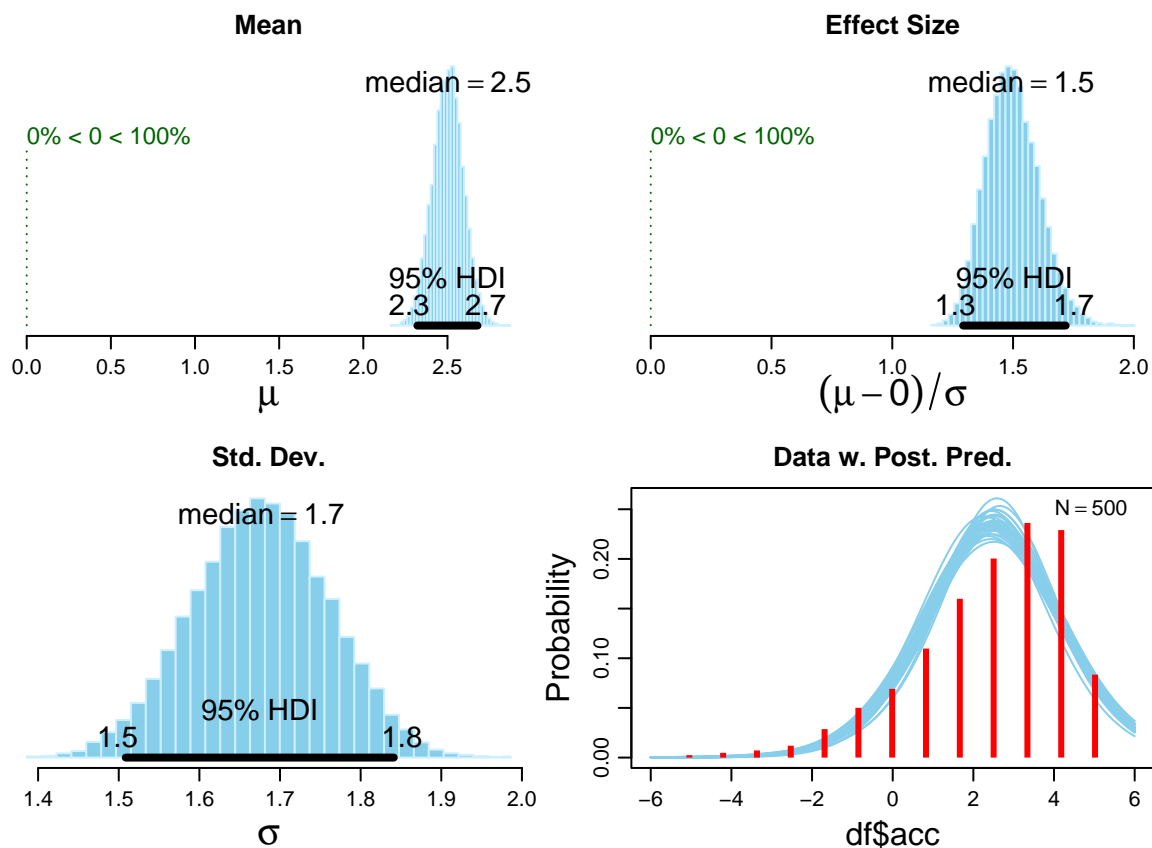 Mean
median = 2.5
0% < 0 < 100%
95% HDI
2.3 2.7
0.0 0.5 1.0 1.5 2.0 2.5
μ
Effect Size
median = 1.5
0% < 0 < 100%
95% HDI
1.3 1.7
0.0 0.5 1.0 1.5 2.0
(μ − 0)/σ
Std. Dev.
median = 1.7
95% HDI
1.5 1.8
1.4 1.5 1.6 1.7 1.8 1.9 2.0
σ
Data w. Post. Pred.
N = 500
Probability
0.20
0.10
0.00
−6 −4 −2 0 2 4 6
df$acc